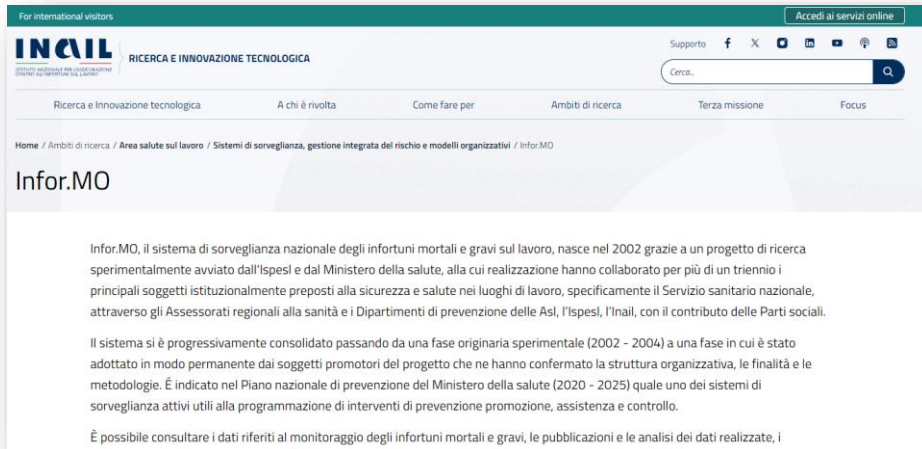 For international visitors
Accedi ai servizi online
INAIL
ISTITUTO NAZIONALE PER L'ASSICURAZIONE
CONTRO GLI INFORTUNI SUL LAVORO
RICERCA E INNOVAZIONE TECNOLOGICA
Supporto
Cerca..
Ricerca e Innovazione tecnologica
A chi è rivolta
Come fare per
Ambiti di ricerca
Terza missione
Focus
Home / Ambiti di ricerca / Area salute sul lavoro / Sistemi di sorveglianza, gestione integrata del rischio e modelli organizzativi / Infor.MO
Infor.MO
Infor.MO, il sistema di sorveglianza nazionale degli infortuni mortali e gravi sul lavoro, nasce nel 2002 grazie a un progetto di ricerca
sperimentalmente avviato dall'Ispesl e dal Ministero della salute, alla cui realizzazione hanno collaborato per più di un triennio i
principali soggetti istituzionalmente preposti alla sicurezza e salute nei luoghi di lavoro, specificamente il Servizio sanitario nazionale,
attraverso gli Assessorati regionali alla sanità e i Dipartimenti di prevenzione delle Asl, l'Ispesl, l'Inail, con il contributo delle Parti sociali.
Il sistema si è progressivamente consolidato passando da una fase originaria sperimentale (2002 - 2004) a una fase in cui è stato
adottato in modo permanente dai soggetti promotori del progetto che ne hanno confermato la struttura organizzativa, le finalità e le
metodologie. É indicato nel Piano nazionale di prevenzione del Ministero della salute (2020 - 2025) quale uno dei sistemi di
sorveglianza attivi utili alla programmazione di interventi di prevenzione promozione, assistenza e controllo.
È possibile consultare i dati riferiti al monitoraggio degli infortuni mortali e gravi, le pubblicazioni e le analisi dei dati realizzate, i